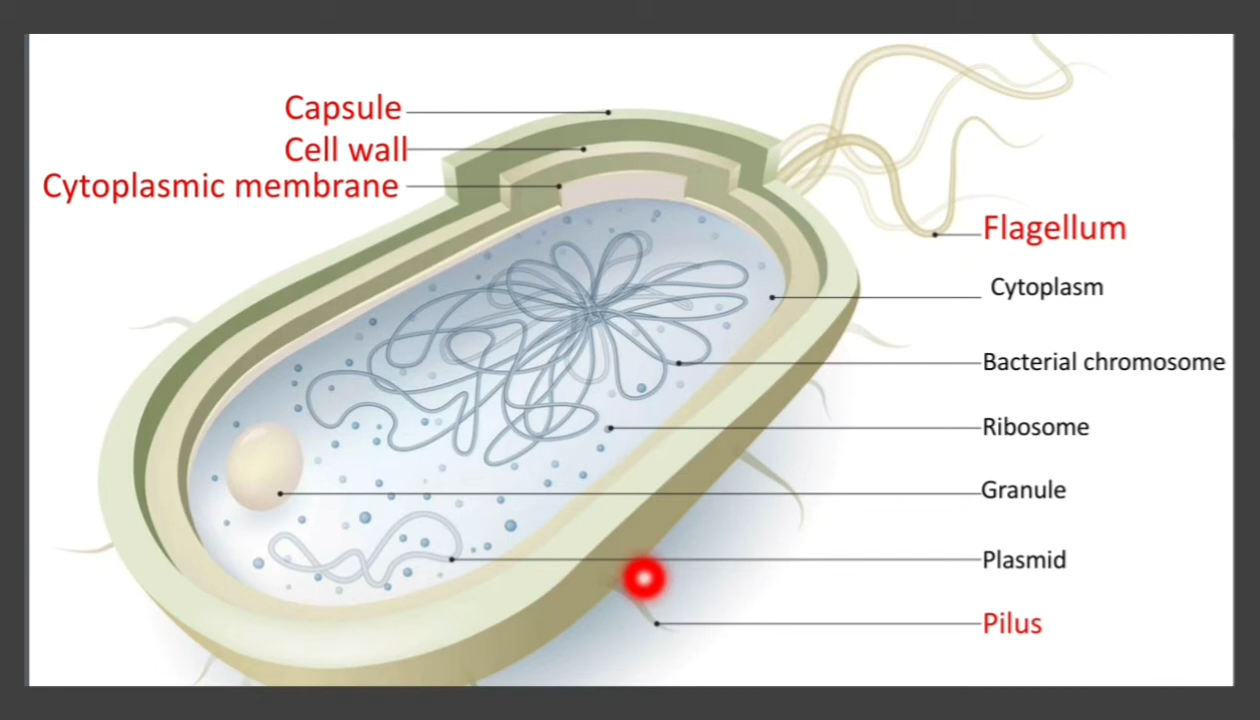 Capsule
Cell wall
Cytoplasmic membrane
Flagellum
Cytoplasm
Bacterial chromosome
Ribosome
Granule
Plasmid
Pilus